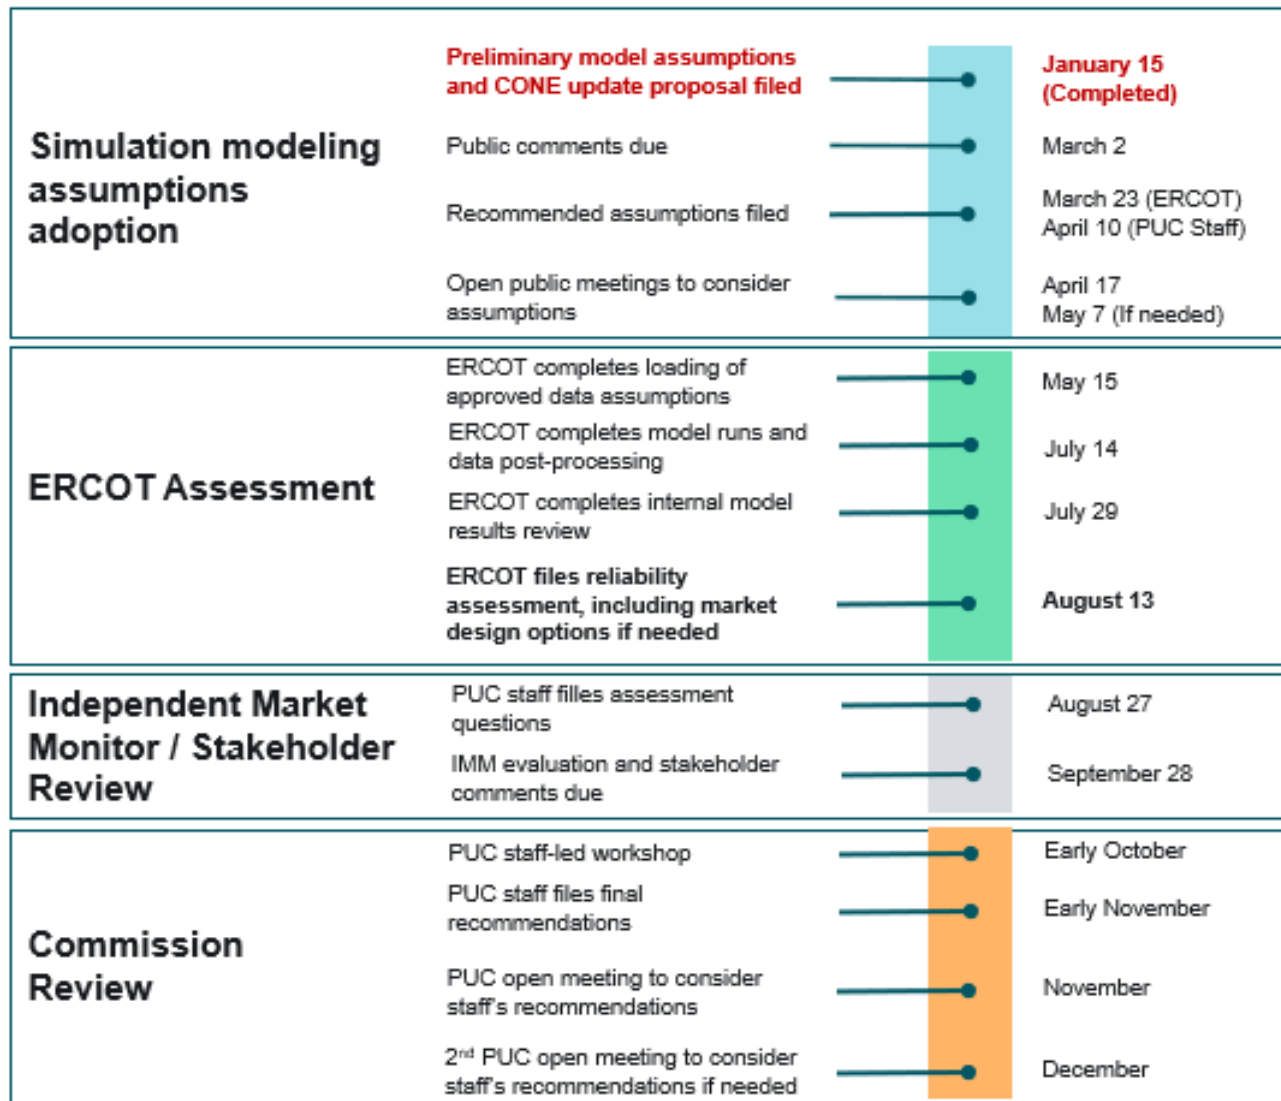 Simulation modeling
assumptions
adoption
Preliminary model assumptions
and CONE update proposal filed
January 15
(Completed)
Public comments due
March 2
Recommended assumptions filed
March 23 (ERCOT)
April 10 (PUC Staff)
Open public meetings to consider
assumptions
April 17
May 7 (If needed)
ERCOT Assessment
ERCOT completes loading of
approved data assumptions
May 15
ERCOT completes model runs and
data post-processing
July 14
ERCOT completes internal model
results review
July 29
ERCOT files reliability
assessment, including market
design options if needed
August 13
Independent Market
Monitor / Stakeholder
Review
PUC staff filles assessment
questions
August 27
IMM evaluation and stakeholder
comments due
September 28
Commission
Review
PUC staff-led workshop
Early October
PUC staff files final
recommendations
Early November
PUC open meeting to consider
staff's recommendations
November
2nd PUC open meeting to consider
staff's recommendations if needed
December